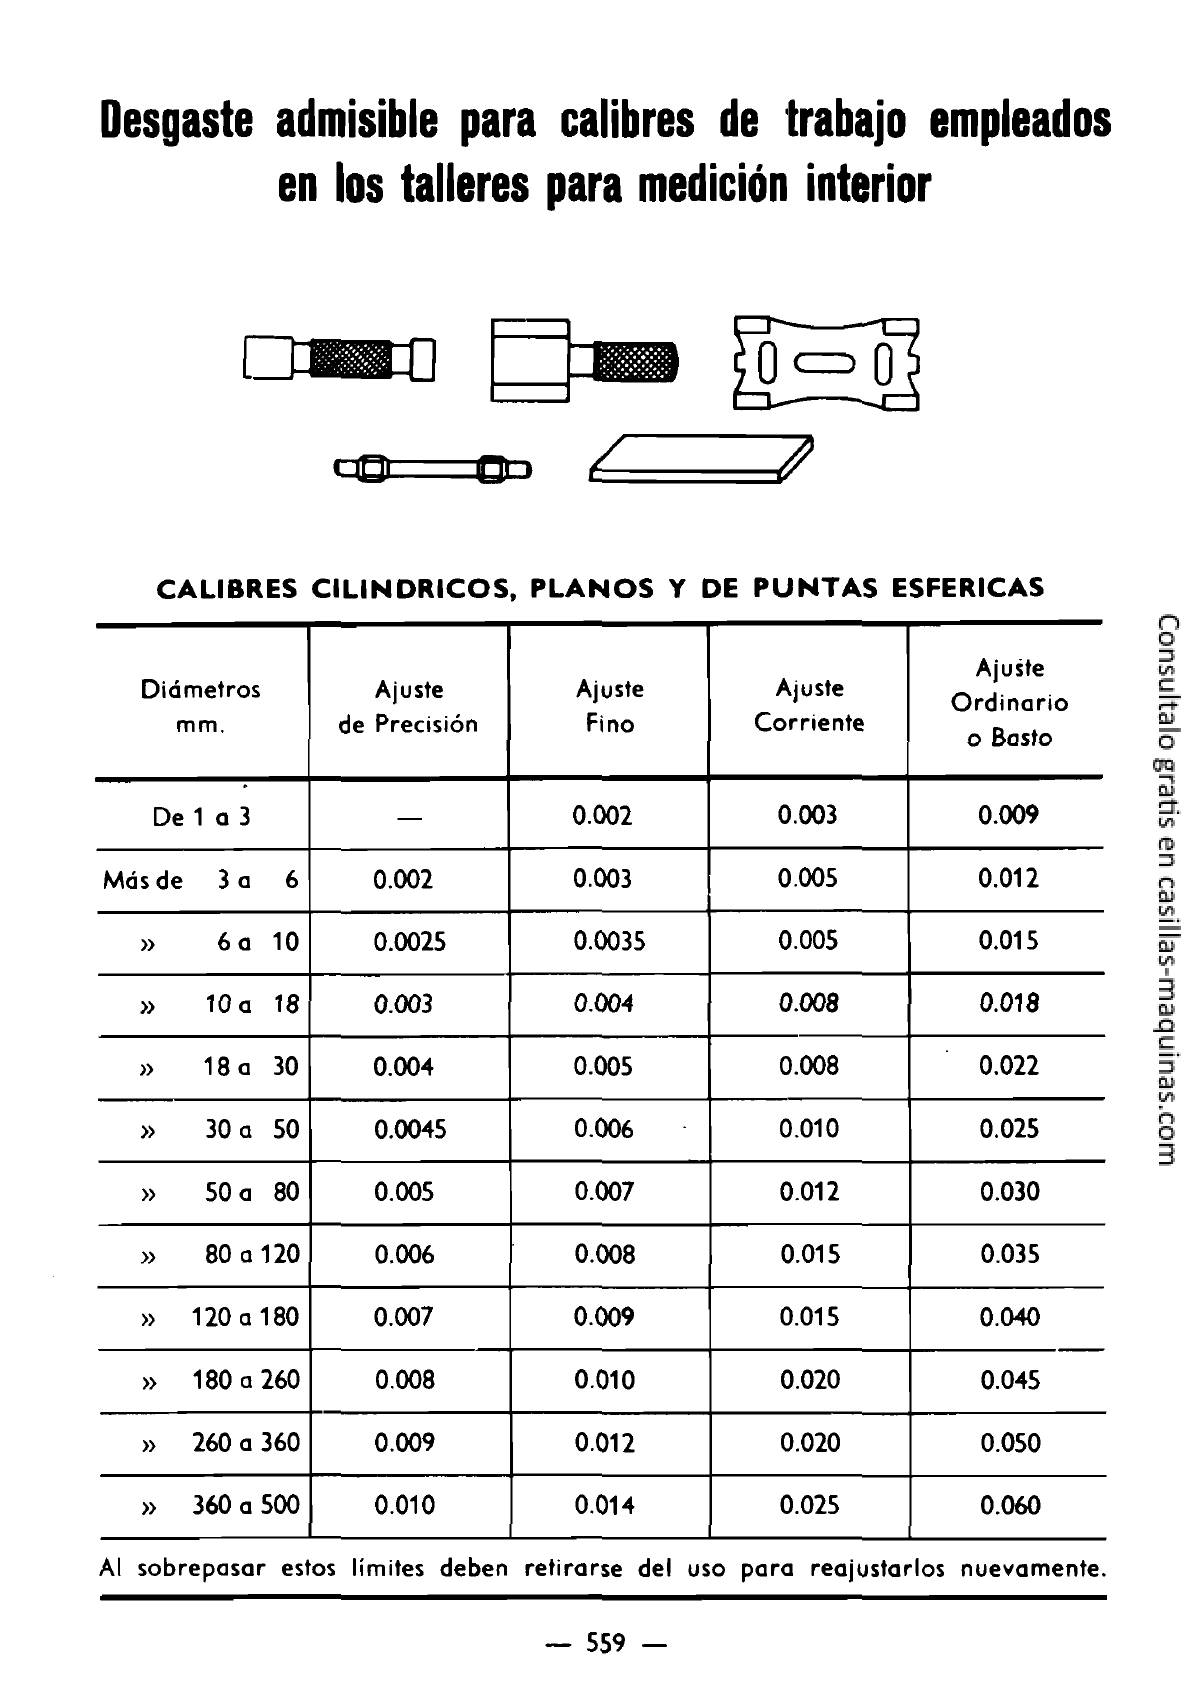 Desgaste admisible para calibres de trabajo empleados
en los talleres para medición interior
CALIBRES CILINDRICOS, PLANOS Y DE PUNTAS ESFERICAS
Diámetros mm. Ajuste de Precisión Ajuste Fino Ajuste Corriente Ajuste Ordinario o Basto
De 1 a 3 — 0.002 0.003 0.009
Más de 3 a 6 0.002 0.003 0.005 0.012
» 6 a 10 0.0025 0.0035 0.005 0.015
» 10 a 18 0.003 0.004 0.008 0.018
» 18 a 30 0.004 0.005 0.008 0.022
» 30 a 50 0.0045 0.006 0.010 0.025
» 50 a 80 0.005 0.007 0.012 0.030
» 80 a 120 0.006 0.008 0.015 0.035
» 120 a 180 0.007 0.009 0.015 0.040
» 180 a 260 0.008 0.010 0.020 0.045
» 260 a 360 0.009 0.012 0.020 0.050
» 360 a 500 0.010 0.014 0.025 0.060
Al sobrepasar estos límites deben retirarse del uso para reajustarlos nuevamente.
— 559 —
Consultalo gratis en casillas-maquinas.com